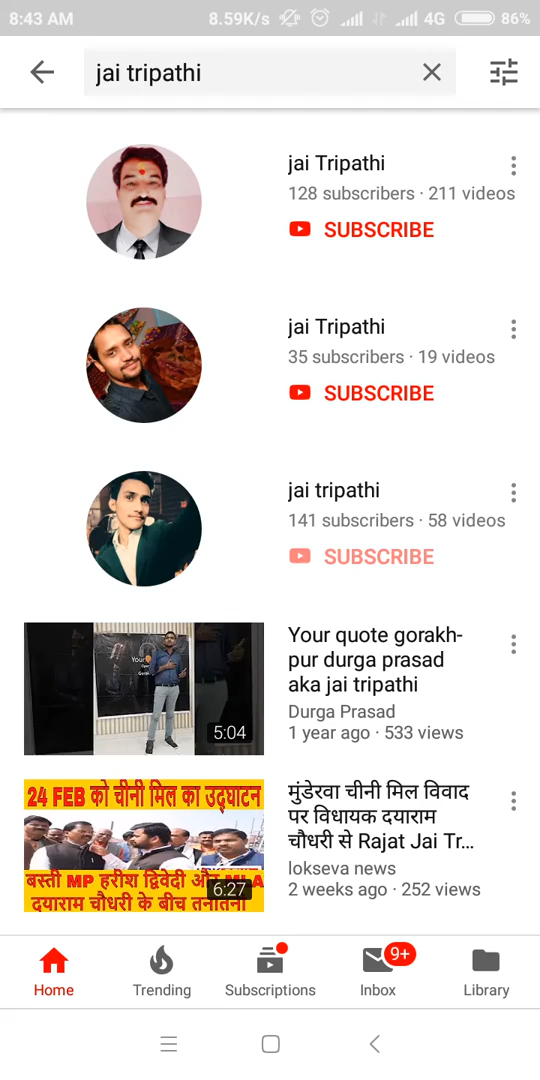 8:43 AM 8.59K/s 4G 86%
jai tripathi
jai Tripathi
128 subscribers · 211 videos
SUBSCRIBE
jai Tripathi
35 subscribers · 19 videos
SUBSCRIBE
jai tripathi
141 subscribers · 58 videos
SUBSCRIBE
Your
5:04
Your quote gorakh-
pur durga prasad
aka jai tripathi
Durga Prasad
1 year ago · 533 views
24 FEB को चीनी मिल का उद्घाटन
बस्ती MP हरीश द्विवेदी और MLA
दयाराम चौधरी के बीच तनातनी
6:27
मुंडेरवा चीनी मिल विवाद
पर विधायक दयाराम
चौधरी से Rajat Jai Tr...
lokseva news
2 weeks ago · 252 views
9+
Home Trending Subscriptions Inbox Library